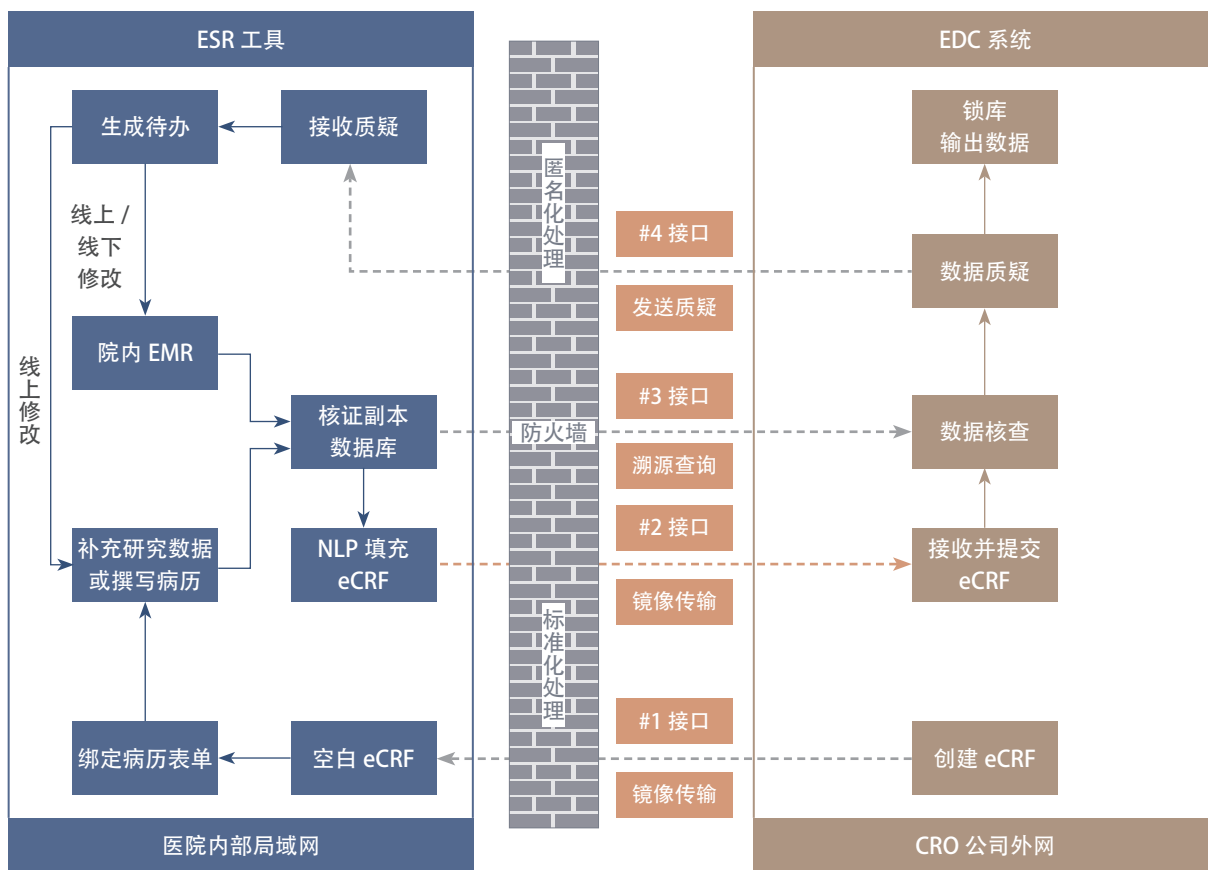 ESR 工具
EDC 系统
生成待办
接收质疑
线上 /
线下
修改
院内 EMR
线上修改
核证副本
数据库
补充研究数据
或撰写病历
NLP 填充
eCRF
绑定病历表单
空白 eCRF
医院内部局域网
匿名化处理
防火墙
标准化处理
#4 接口
发送质疑
#3 接口
溯源查询
#2 接口
镜像传输
#1 接口
镜像传输
锁库
输出数据
数据质疑
数据核查
接收并提交
eCRF
创建 eCRF
CRO 公司外网